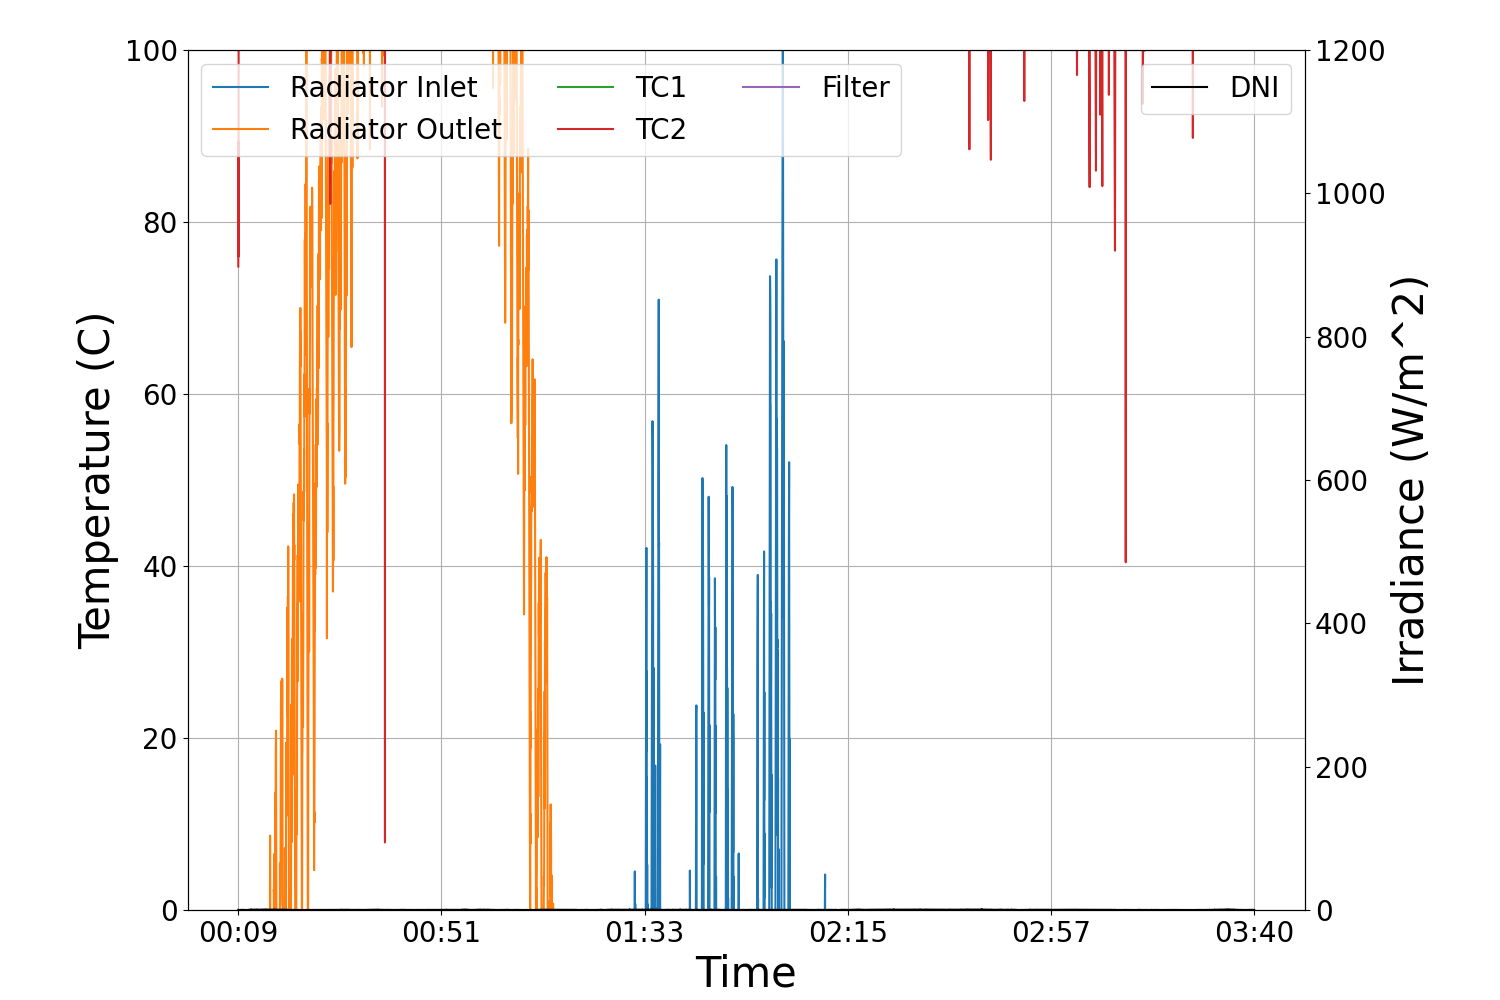 100
80
60
40
20
0
Temperature (C)
Radiator Inlet
Radiator Outlet
TC1
TC2
Filter
DNI
1200
1000
800
600
400
200
0
Irradiance (W/m^2)
00:09 00:51 01:33 02:15 02:57 03:40
Time